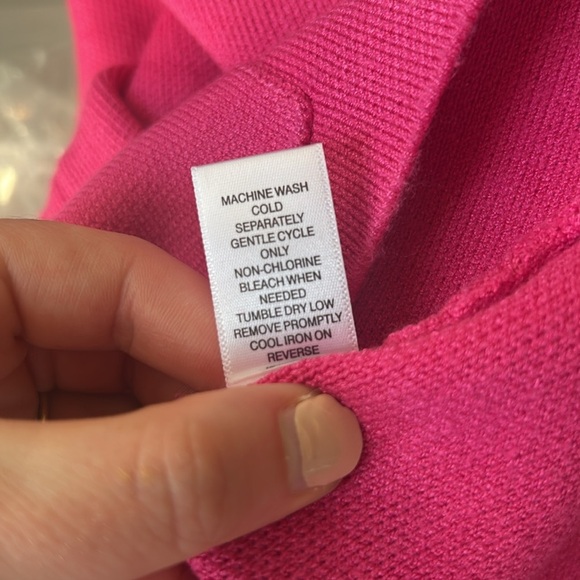 MACHINE WASH
COLD
SEPARATELY
GENTLE CYCLE
ONLY
NON-CHLORINE
BLEACH WHEN
NEEDED
TUMBLE DRY LOW
REMOVE PROMPTLY
COOL IRON ON
REVERSE